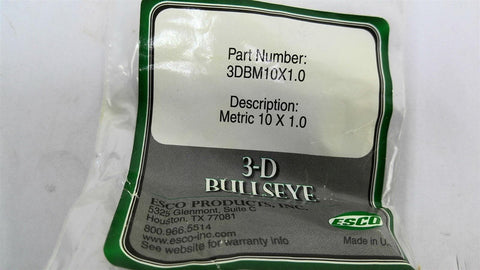 Part Number:
3DBM10X1.0
Description:
Metric 10 X 1.0
3-D
BULLSEYE
ESCO PRODUCTS, INC.
5325 Glenmont, Suite C
Houston, TX 77081
800.966.5514
www.esco-inc.com
See website for warranty info
ESCO
Made in U.